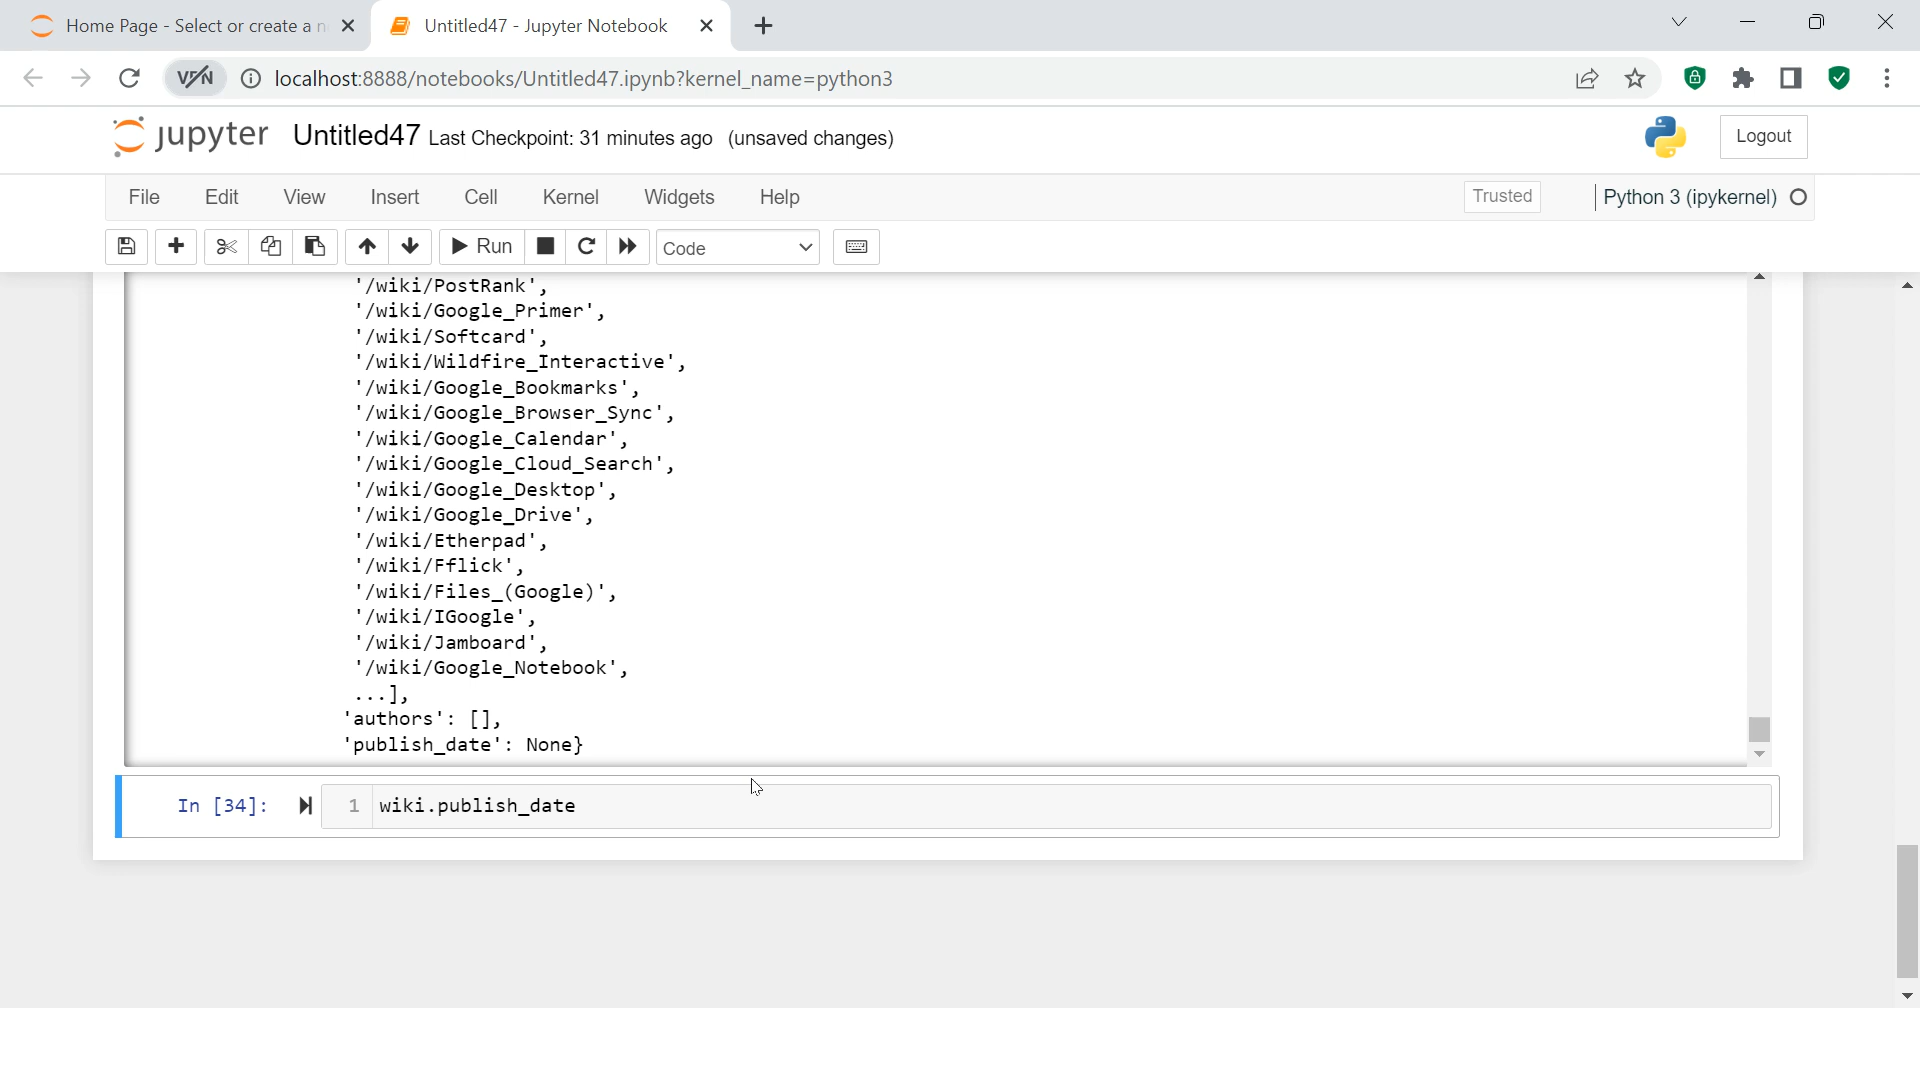 Home Page - Select or create a n
Untitled47 - Jupyter Notebook
VPN
localhost:8888/notebooks/Untitled47.ipynb?kernel_name=python3
jupyter Untitled47 Last Checkpoint: 31 minutes ago (unsaved changes)
Logout
File Edit View Insert Cell Kernel Widgets Help
Trusted
Python 3 (ipykernel)
Run
Code
'/wiki/PostRank',
'/wiki/Google_Primer',
'/wiki/Softcard',
'/wiki/Wildfire_Interactive',
'/wiki/Google_Bookmarks',
'/wiki/Google_Browser_Sync',
'/wiki/Google_Calendar',
'/wiki/Google_Cloud_Search',
'/wiki/Google_Desktop',
'/wiki/Google_Drive',
'/wiki/Etherpad',
'/wiki/Fflick',
'/wiki/Files_(Google)',
'/wiki/IGoogle',
'/wiki/Jamboard',
'/wiki/Google_Notebook',
...],
'authors': [],
'publish_date': None}
In [34]: 1 wiki.publish_date